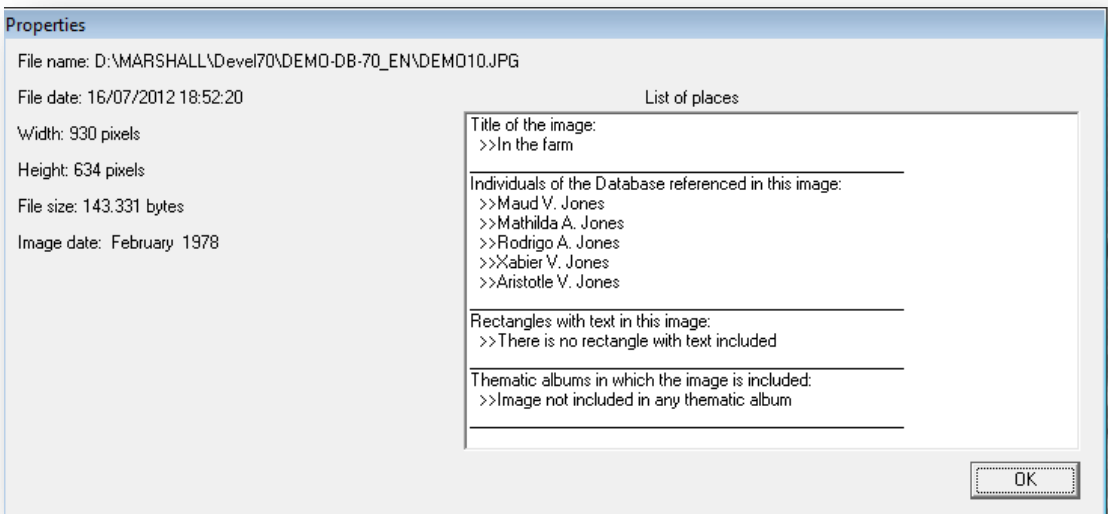 Properties
File name: D:\MARSHALL\Devel70\DEMO-DB-70_EN\DEMO10.JPG
File date: 16/07/2012 18:52:20
Width: 930 pixels
Height: 634 pixels
File size: 143.331 bytes
Image date:  February  1978
List of places
Title of the image:
>>In the farm
Individuals of the Database referenced in this image:
>>Maud V. Jones
>>Mathilda A. Jones
>>Rodrigo A. Jones
>>Xabier V. Jones
>>Aristotle V. Jones
Rectangles with text in this image:
>>There is no rectangle with text included
Thematic albums in which the image is included:
>>Image not included in any thematic album
OK